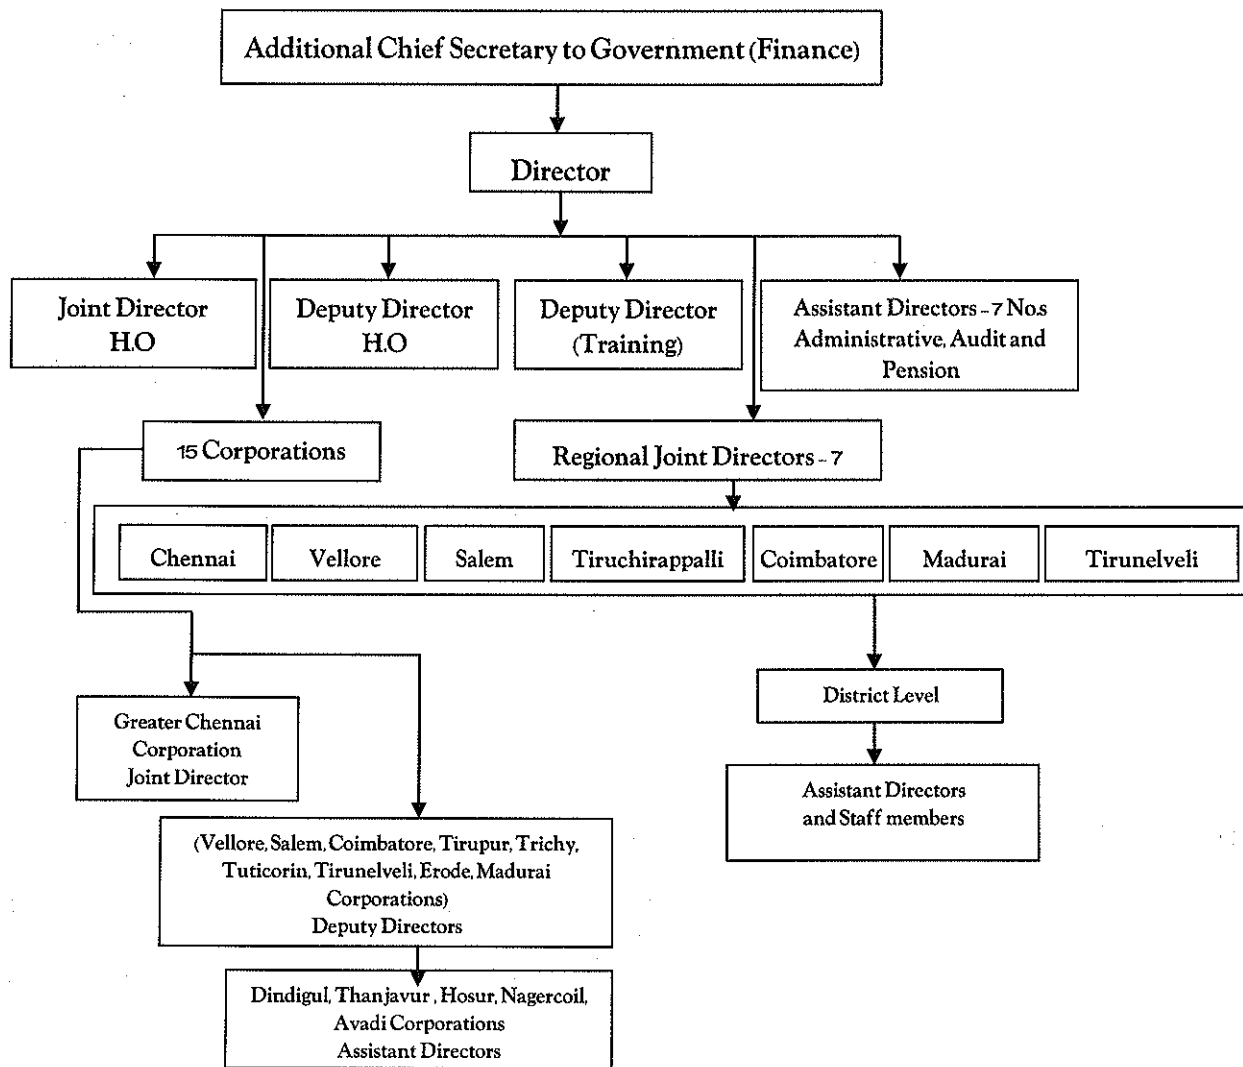 Additional Chief Secretary to Government (Finance)
Director
Joint Director
H.O
Deputy Director
H.O
Deputy Director
(Training)
Assistant Directors - 7 No.s
Administrative, Audit and
Pension
15 Corporations
Regional Joint Directors - 7
Chennai
Vellore
Salem
Tiruchirappalli
Coimbatore
Madurai
Tirunelveli
Greater Chennai
Corporation
Joint Director
District Level
Assistant Directors
and Staff members
(Vellore, Salem, Coimbatore, Tirupur, Trichy,
Tuticorin, Tirunelveli, Erode, Madurai
Corporations)
Deputy Directors
Dindigul, Thanjavur , Hosur, Nagercoil,
Avadi Corporations
Assistant Directors